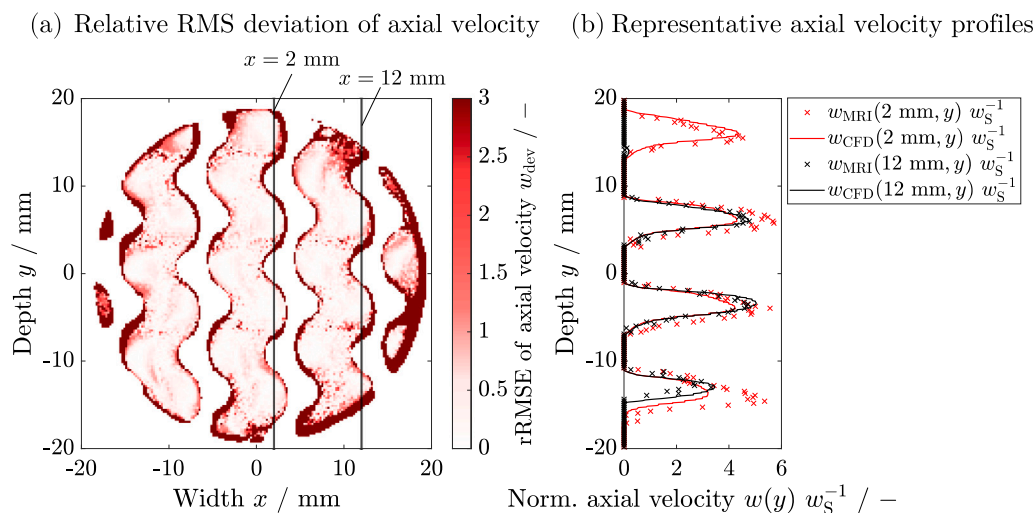 (a) Relative RMS deviation of axial velocity
(b) Representative axial velocity profiles
x = 2 mm
x = 12 mm
20
10
0
-10
-20
Depth y / mm
-20
-10
0
10
20
Width x / mm
3
2.5
2
1.5
1
0.5
0
rRMSE of axial velocity w_dev / −
20
10
0
-10
-20
Depth y / mm
0
2
4
6
Norm. axial velocity w(y) w_S^{-1} / −
w_MRI(2 mm, y) w_S^{-1}
w_CFD(2 mm, y) w_S^{-1}
w_MRI(12 mm, y) w_S^{-1}
w_CFD(12 mm, y) w_S^{-1}